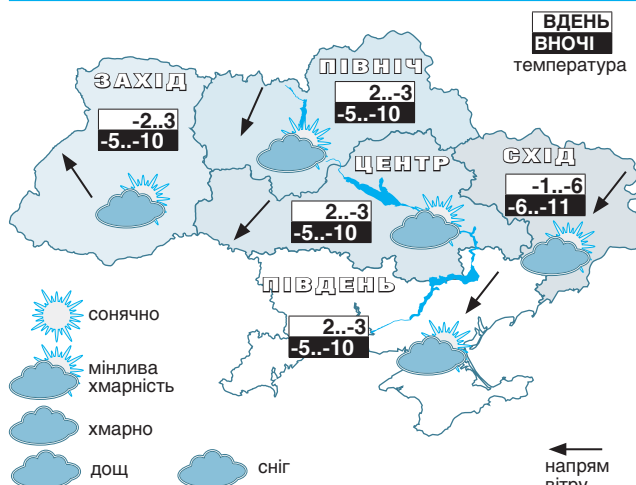 ВДЕНЬ
ВНОЧІ
температура
ЗАХІД
-2..3
-5..-10
ПІВНІЧ
2..-3
-5..-10
ЦЕНТР
2..-3
-5..-10
СХІД
-1..-6
-6..-11
ПІВДЕНЬ
2..-3
-5..-10
сонячно
мінлива
хмарність
хмарно
дощ
сніг
напрям
вітру